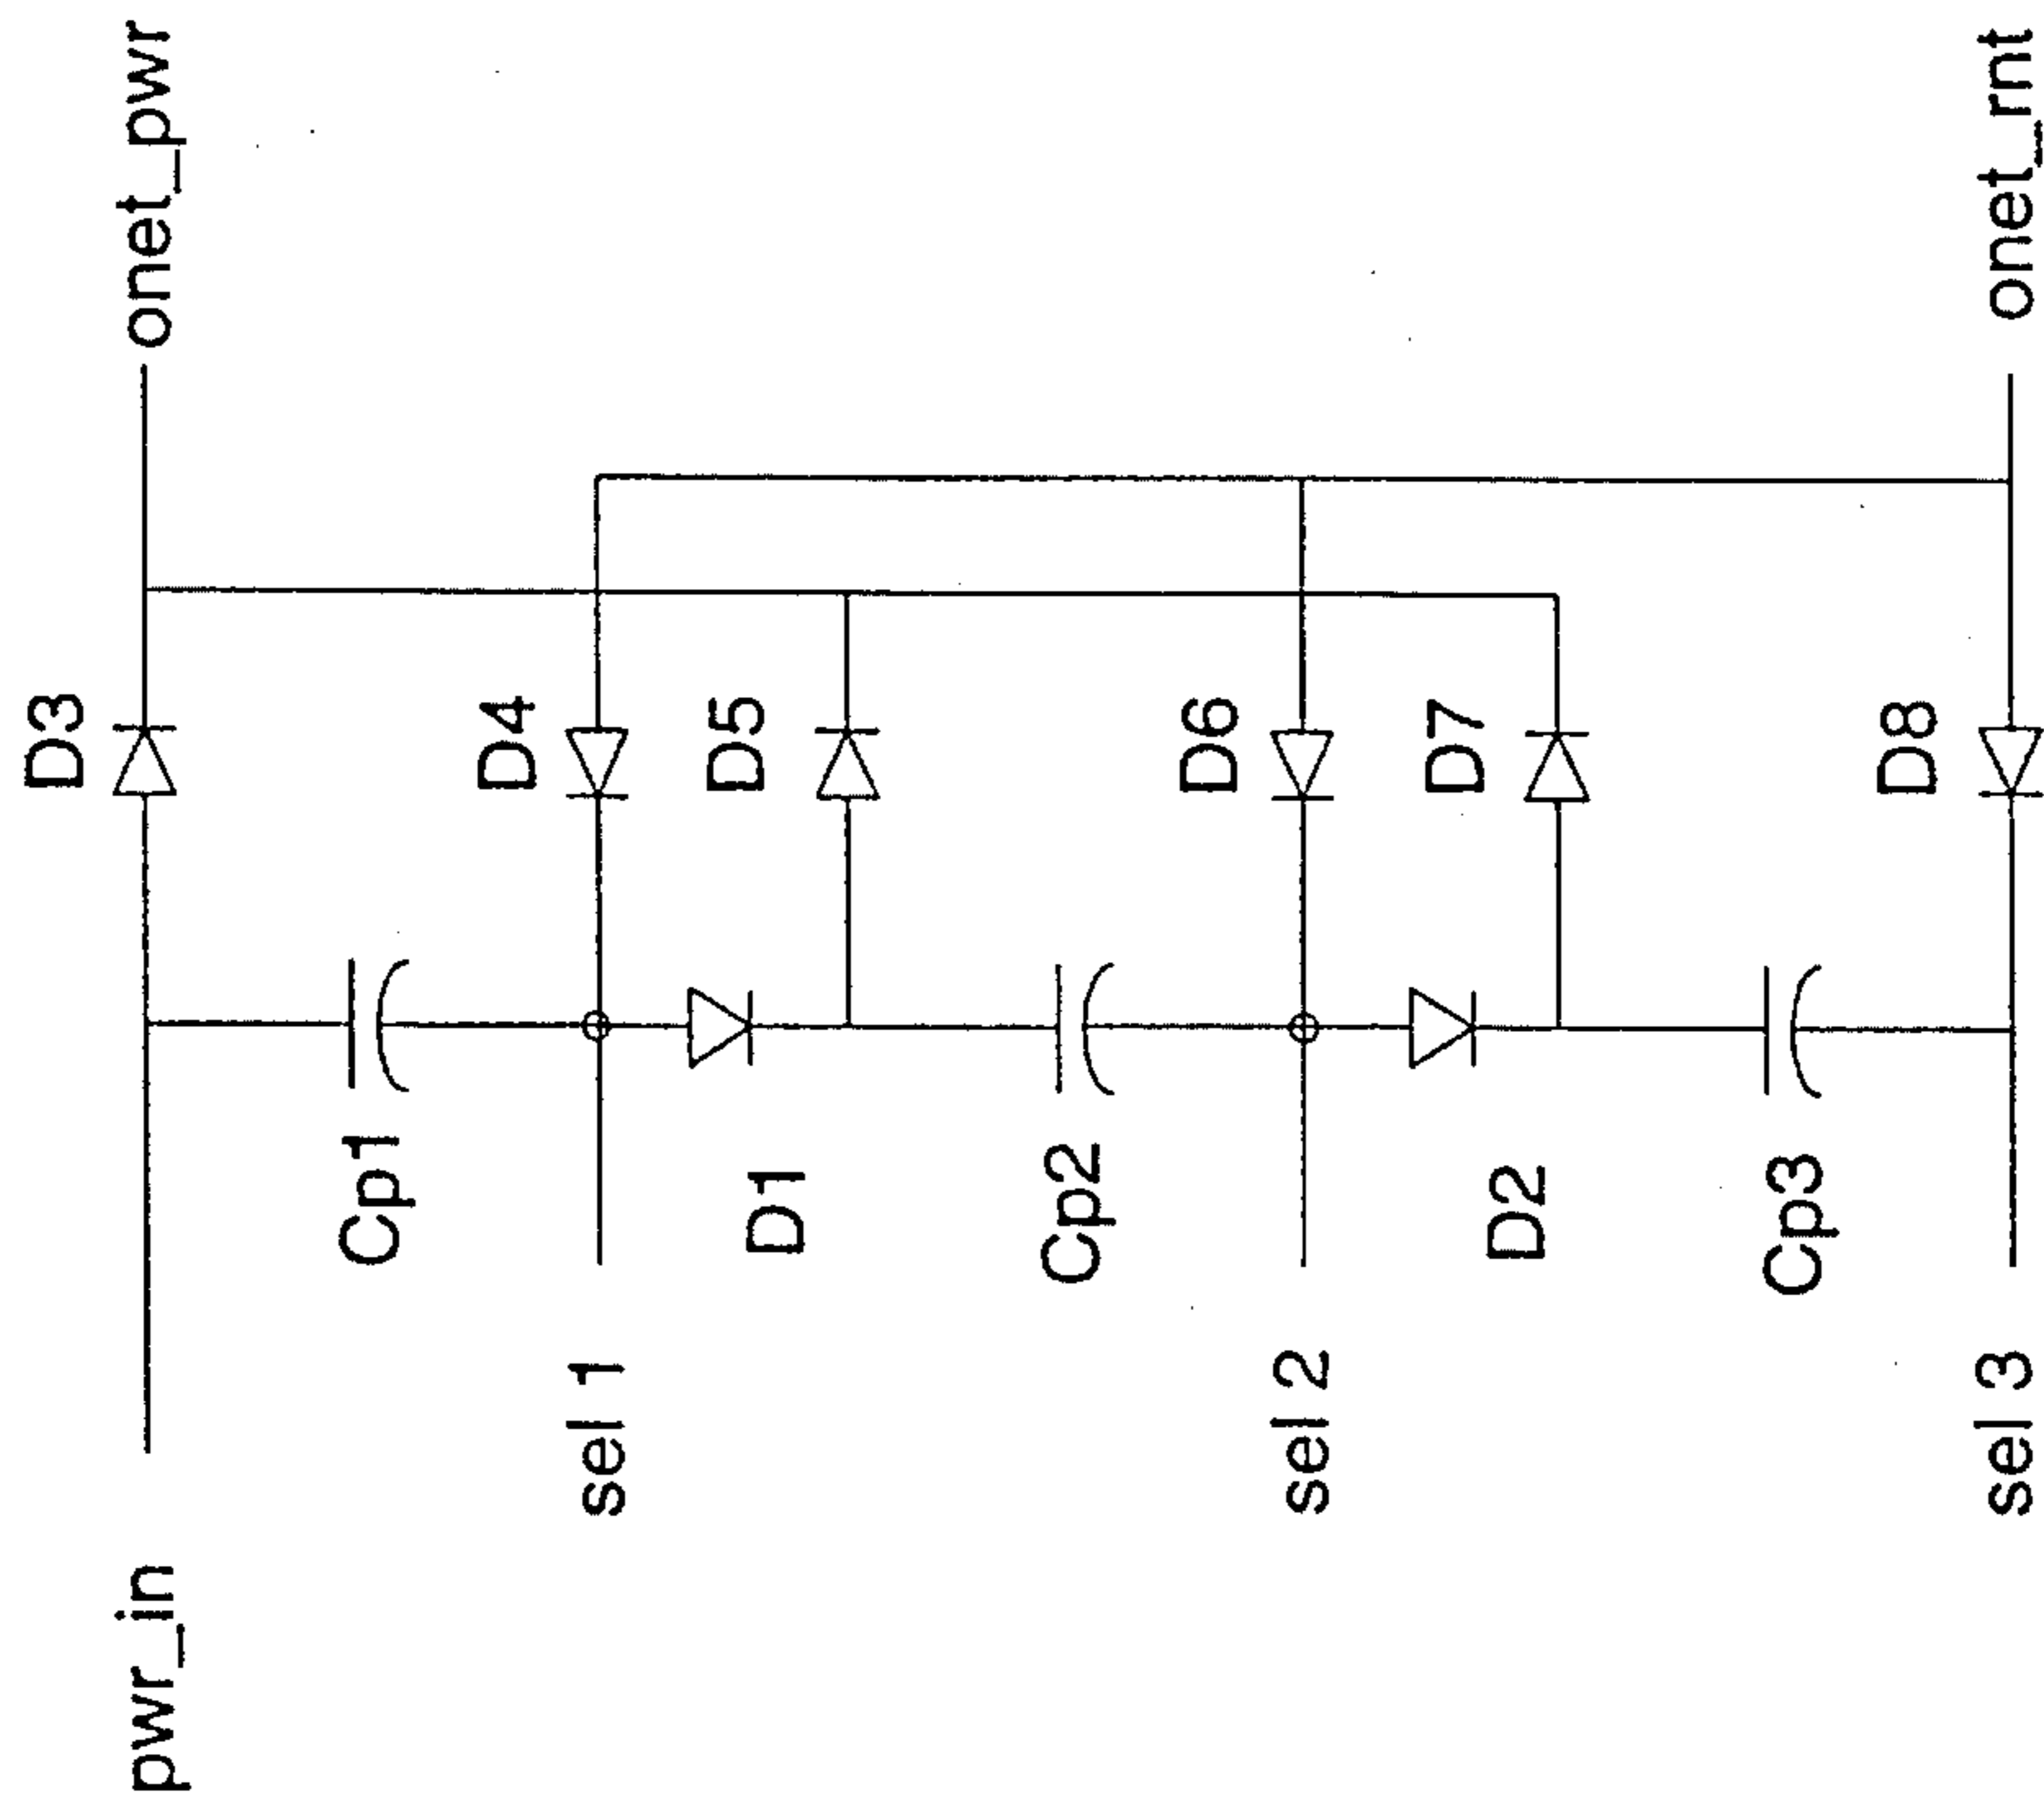 pwr_in
D3
onet_pwr
Cp1
sel 1
D4
D1
D5
Cp2
sel 2
D6
D2
D7
Cp3
sel 3
D8
onet_rnt